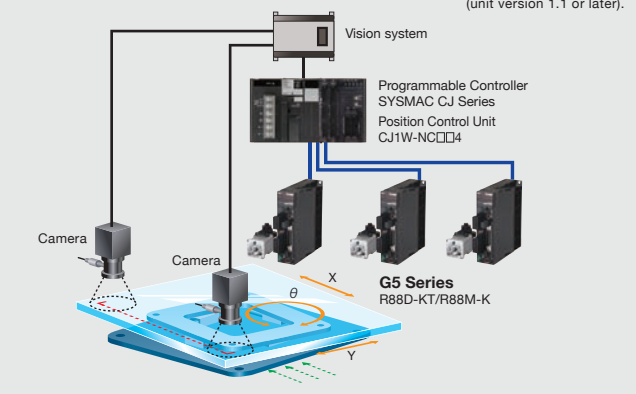 (unit version 1.1 or later).
Vision system
Programmable Controller
SYSMAC CJ Series
Position Control Unit
CJ1W-NC□□4
Camera
Camera
X
θ
G5 Series
R88D-KT/R88M-K
Y